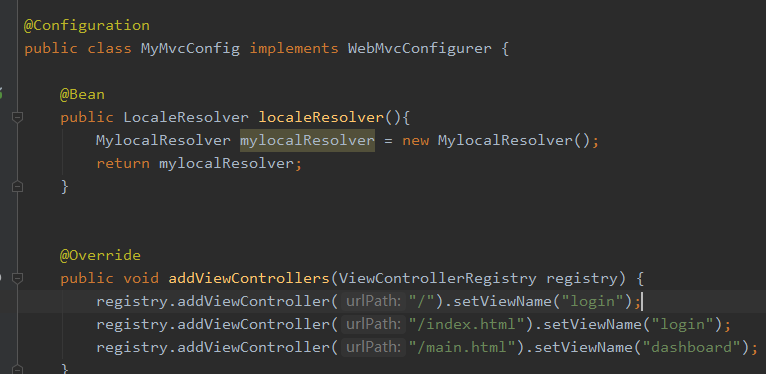 @Configuration
public class MyMvcConfig implements WebMvcConfigurer {
@Bean
public LocaleResolver localeResolver(){
MylocalResolver mylocalResolver = new MylocalResolver();
return mylocalResolver;
}
@Override
public void addViewControllers(ViewControllerRegistry registry) {
registry.addViewController( urlPath: "/").setViewName("login");
registry.addViewController( urlPath: "/index.html").setViewName("login");
registry.addViewController( urlPath: "/main.html").setViewName("dashboard");
}